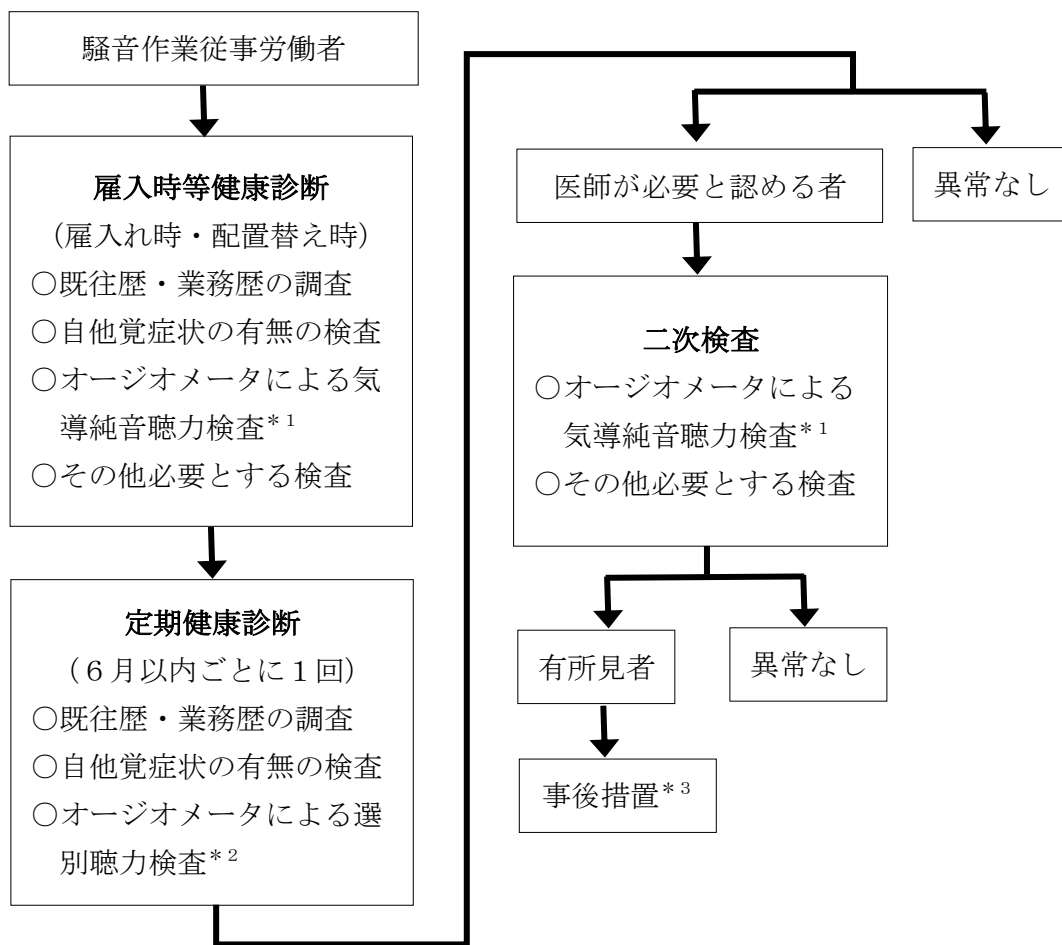 騒音作業従事労働者
雇入時等健康診断
(雇入れ時・配置替え時)
○既往歴・業務歴の調査
○自他覚症状の有無の検査
○オージオメータによる気
導純音聴力検査*1
○その他必要とする検査
定期健康診断
(6月以内ごとに1回)
○既往歴・業務歴の調査
○自他覚症状の有無の検査
○オージオメータによる選
別聴力検査*2
医師が必要と認める者
異常なし
二次検査
○オージオメータによる
気導純音聴力検査*1
○その他必要とする検査
有所見者
異常なし
事後措置*3